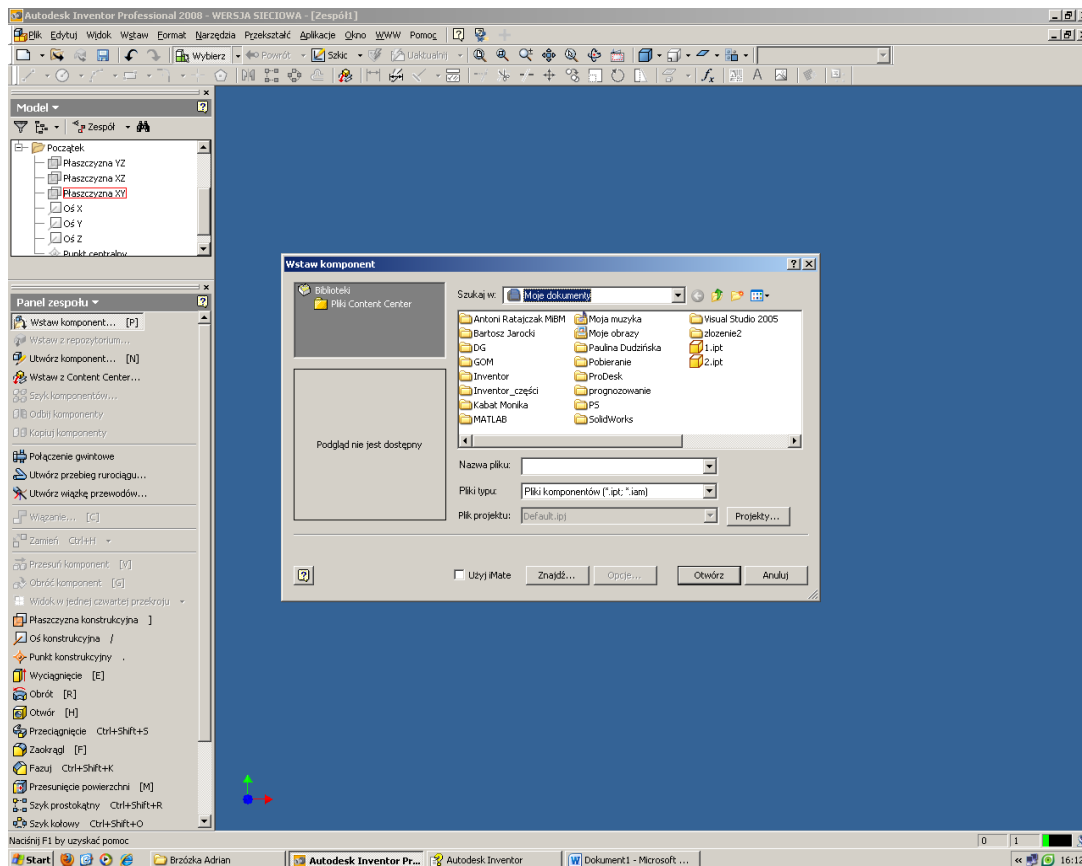 Autodesk Inventor Professional 2008 - WERSJA SIECIOWA - [Zespół1]
Plik Edytuj Widok Wstaw Format Narzędzia Przekształć Aplikacje Okno WWW Pomoc
Wybierz Powrót Szkic Uaktualnij
Model
Zespół
Początek
Płaszczyzna YZ
Płaszczyzna XZ
Płaszczyzna XY
Oś X
Oś Y
Oś Z
Punkt centralny
Panel zespołu
Wstaw komponent... [P]
Wstaw z repozytorium...
Utwórz komponent... [N]
Wstaw z Content Center...
Szyk komponentów...
Odbij komponenty
Kopiuj komponenty
Połączenie gwintowe
Utwórz przebieg rurociągu...
Utwórz wiązkę przewodów...
Wiązanie... [C]
Zamień Ctrl+H
Przesuń komponent [V]
Obróć komponent [G]
Widok w jednej czwartej przekroju
Płaszczyzna konstrukcyjna ]
Oś konstrukcyjna /
Punkt konstrukcyjny .
Wyciągnięcie [E]
Obrót [R]
Otwór [H]
Przeciągnięcie Ctrl+Shift+S
Zaokrągl [F]
Fazuj Ctrl+Shift+K
Przesunięcie powierzchni [M]
Szyk prostokątny Ctrl+Shift+R
Szyk kołowy Ctrl+Shift+O
Wstaw komponent
Biblioteki
Pliki Content Center
Podgląd nie jest dostępny
Szukaj w: Moje dokumenty
Antoni Ratajczak MiBM Moja muzyka Visual Studio 2005
Bartosz Jarocki Moje obrazy zlozenie2
DG Paulina Dudzińska 1.ipt
GOM Pobieranie 2.ipt
Inventor ProDesk
Inventor_części prognozowanie
Kabat Monika PS
MATLAB SolidWorks
Nazwa pliku:
Pliki typu: Pliki komponentów (*.ipt; *.iam)
Plik projektu: Default.ipj Projekty...
Użyj iMate Znajdź... Opcje... Otwórz Anuluj
Naciśnij F1 by uzyskać pomoc 0 1
Start Brzózka Adrian Autodesk Inventor Pr... Autodesk Inventor Dokument1 - Microsoft ... 16:12